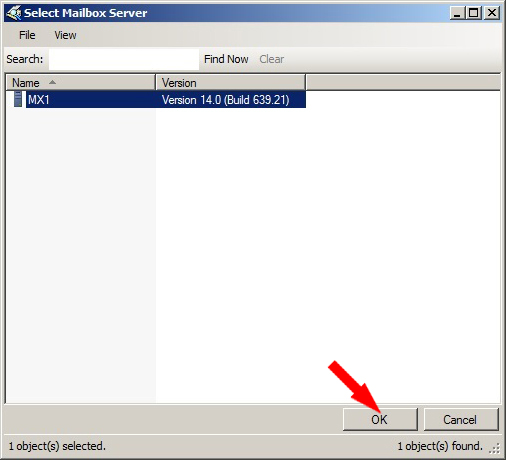 Select Mailbox Server
File View
Search: Find Now Clear
Name Version
MX1 Version 14.0 (Build 639.21)
OK Cancel
1 object(s) selected. 1 object(s) found.